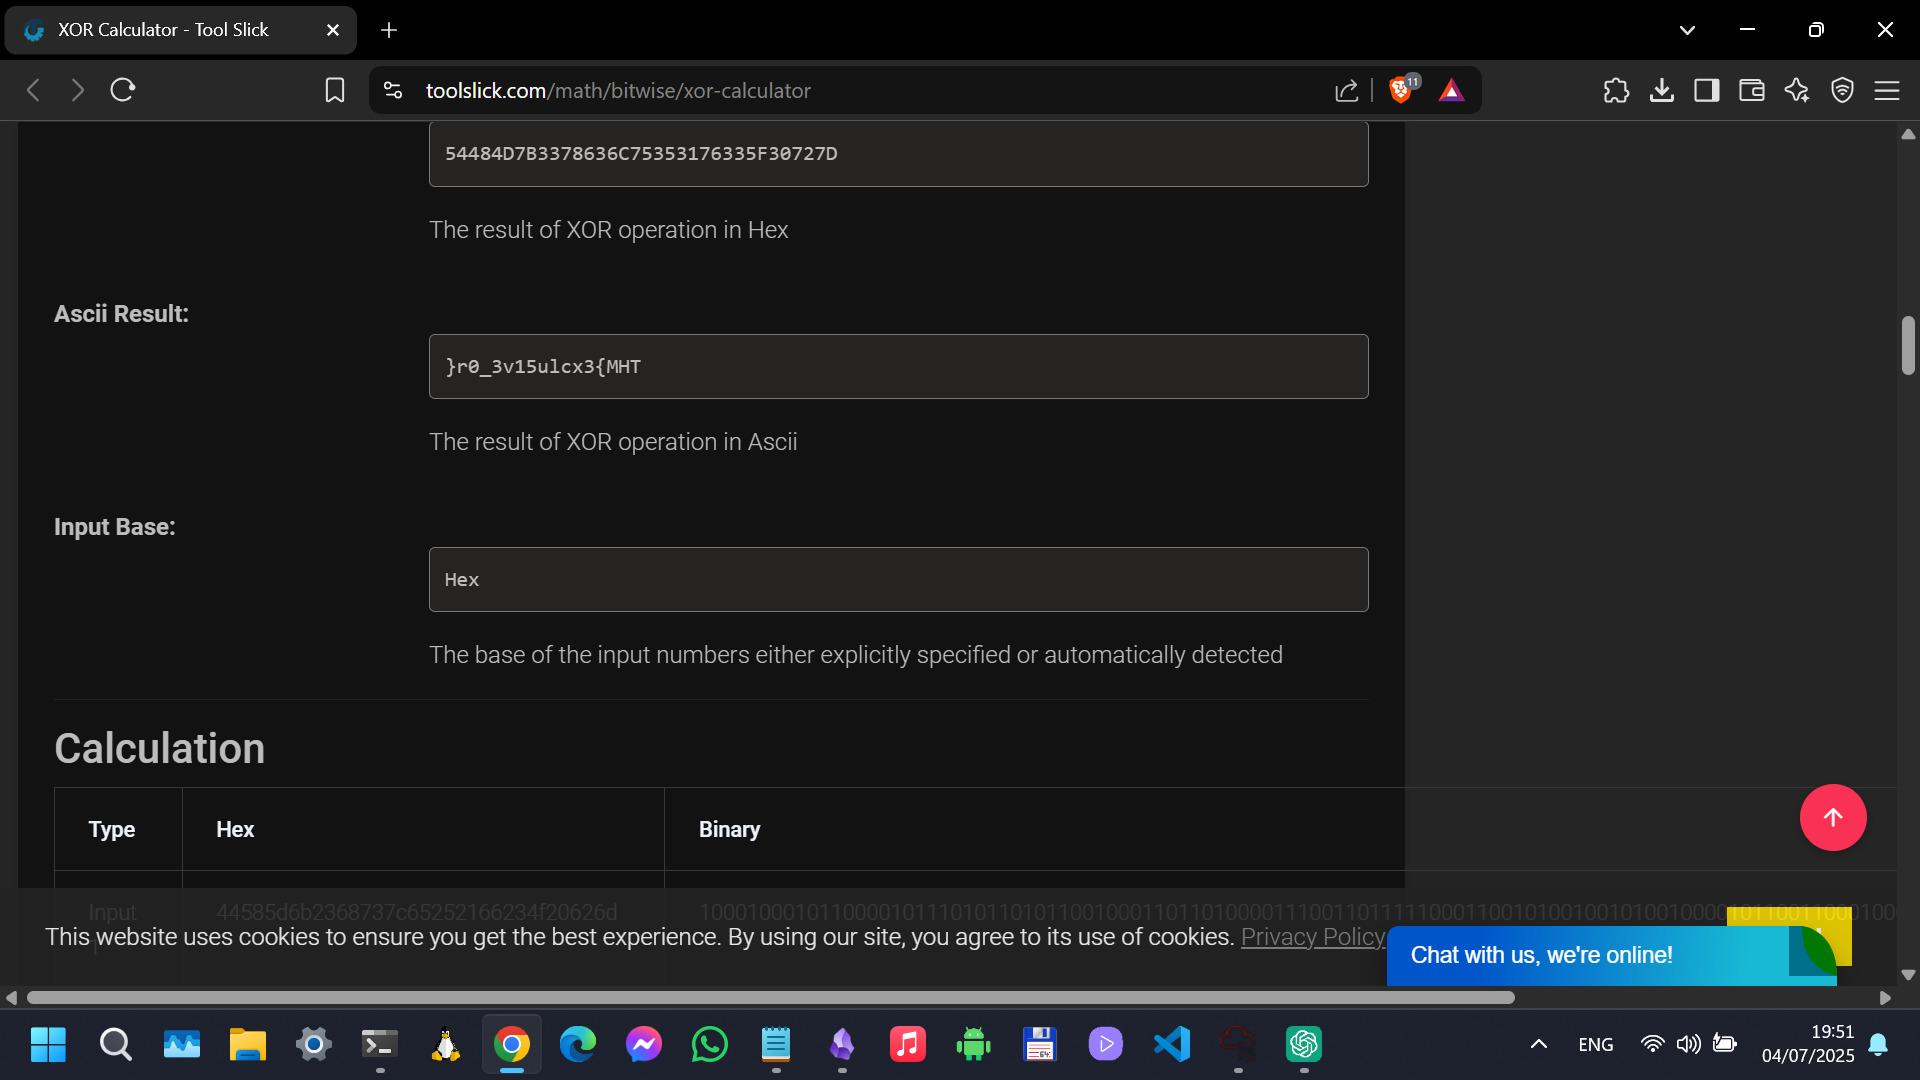 XOR Calculator - Tool Slick
toolslick.com/math/bitwise/xor-calculator
11
54484D7B3378636C75353176335F30727D
The result of XOR operation in Hex
Ascii Result:
}r0_3v15ulcx3{MHT
The result of XOR operation in Ascii
Input Base:
Hex
The base of the input numbers either explicitly specified or automatically detected
Calculation
Type Hex Binary
Input 44585d6b2368737c65252166234f20626d
This website uses cookies to ensure you get the best experience. By using our site, you agree to its use of cookies. Privacy Policy
Chat with us, we're online!
64
ENG
19:51
04/07/2025